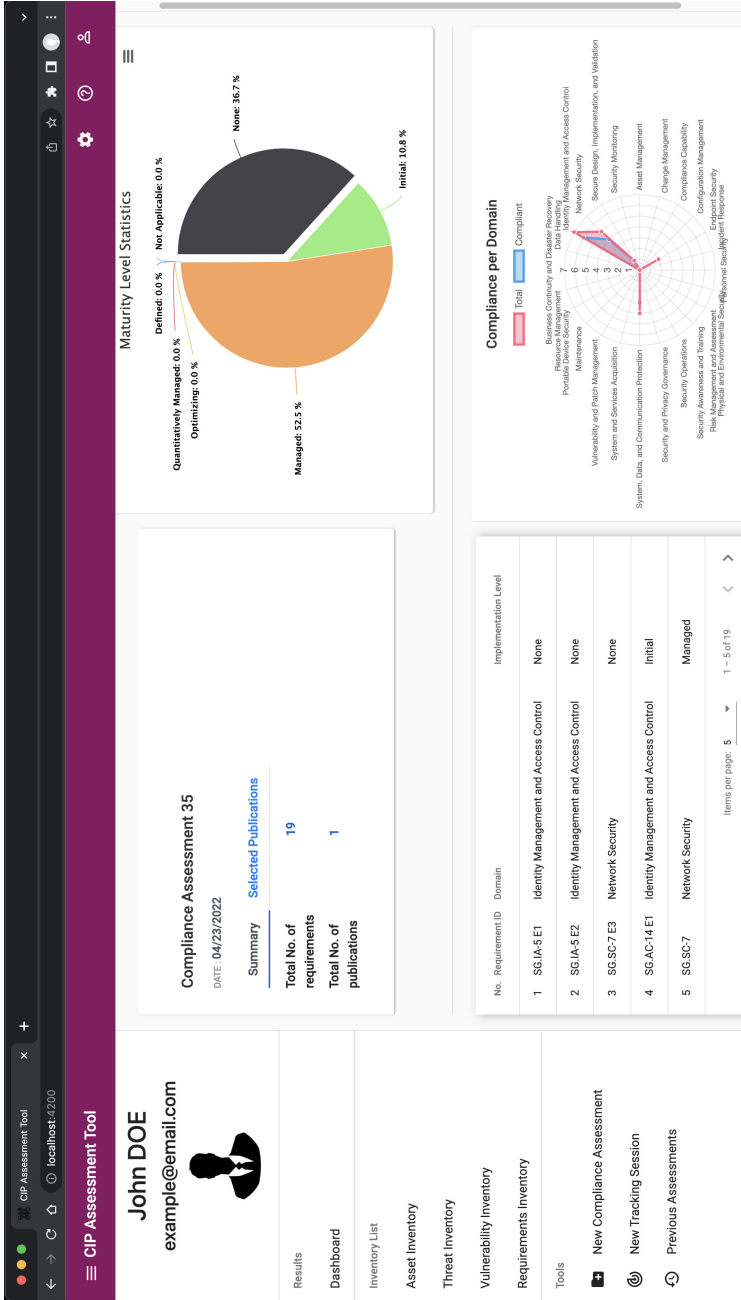 CIP Assessment Tool
localhost:4200
CIP Assessment Tool
John DOE
example@email.com
Results
Dashboard
Inventory List
Asset Inventory
Threat Inventory
Vulnerability Inventory
Requirements Inventory
Tools
New Compliance Assessment
New Tracking Session
Previous Assessments
Compliance Assessment 35
DATE : 04/23/2022
Summary Selected Publications
Total No. of requirements 19
Total No. of publications 1
Maturity Level Statistics
Defined: 0.0 % Not Applicable: 0.0 %
Quantitatively Managed: 0.0 %
Optimizing: 0.0 %
None: 36.7 %
Managed: 52.5 %
Initial: 10.8 %
No. Requirement ID Domain Implementation Level
1 SG.IA-5 E1 Identity Management and Access Control None
2 SG.IA-5 E2 Identity Management and Access Control None
3 SG.SC-7 E3 Network Security None
4 SG.AC-14 E1 Identity Management and Access Control Initial
5 SG.SC-7 Network Security Managed
Items per page: 5 1 – 5 of 19
Compliance per Domain
Total Compliant
Business Continuity and Disaster Recovery
Data Handling
Resource Management
Identity Management and Access Control
Portable Device Security
Network Security
Maintenance
Secure Design, Implementation, and Validation
Vulnerability and Patch Management
Security Monitoring
System and Services Acquisition
Asset Management
System, Data, and Communication Protection
Change Management
Security and Privacy Governance
Compliance Capability
Security Operations
Configuration Management
Security Awareness and Training
Endpoint Security
Risk Management and Assessment
Incident Response
Physical and Environmental Security
Personnel Security
7
6
5
4
3
2
1